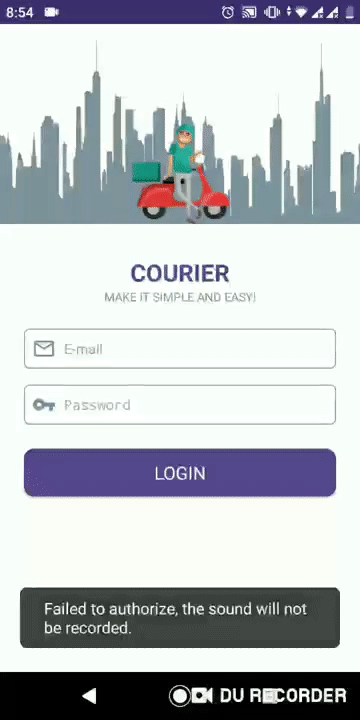 8:54
COURIER
MAKE IT SIMPLE AND EASY!
E-mail
Password
LOGIN
Failed to authorize, the sound will not
be recorded.
DU RECORDER